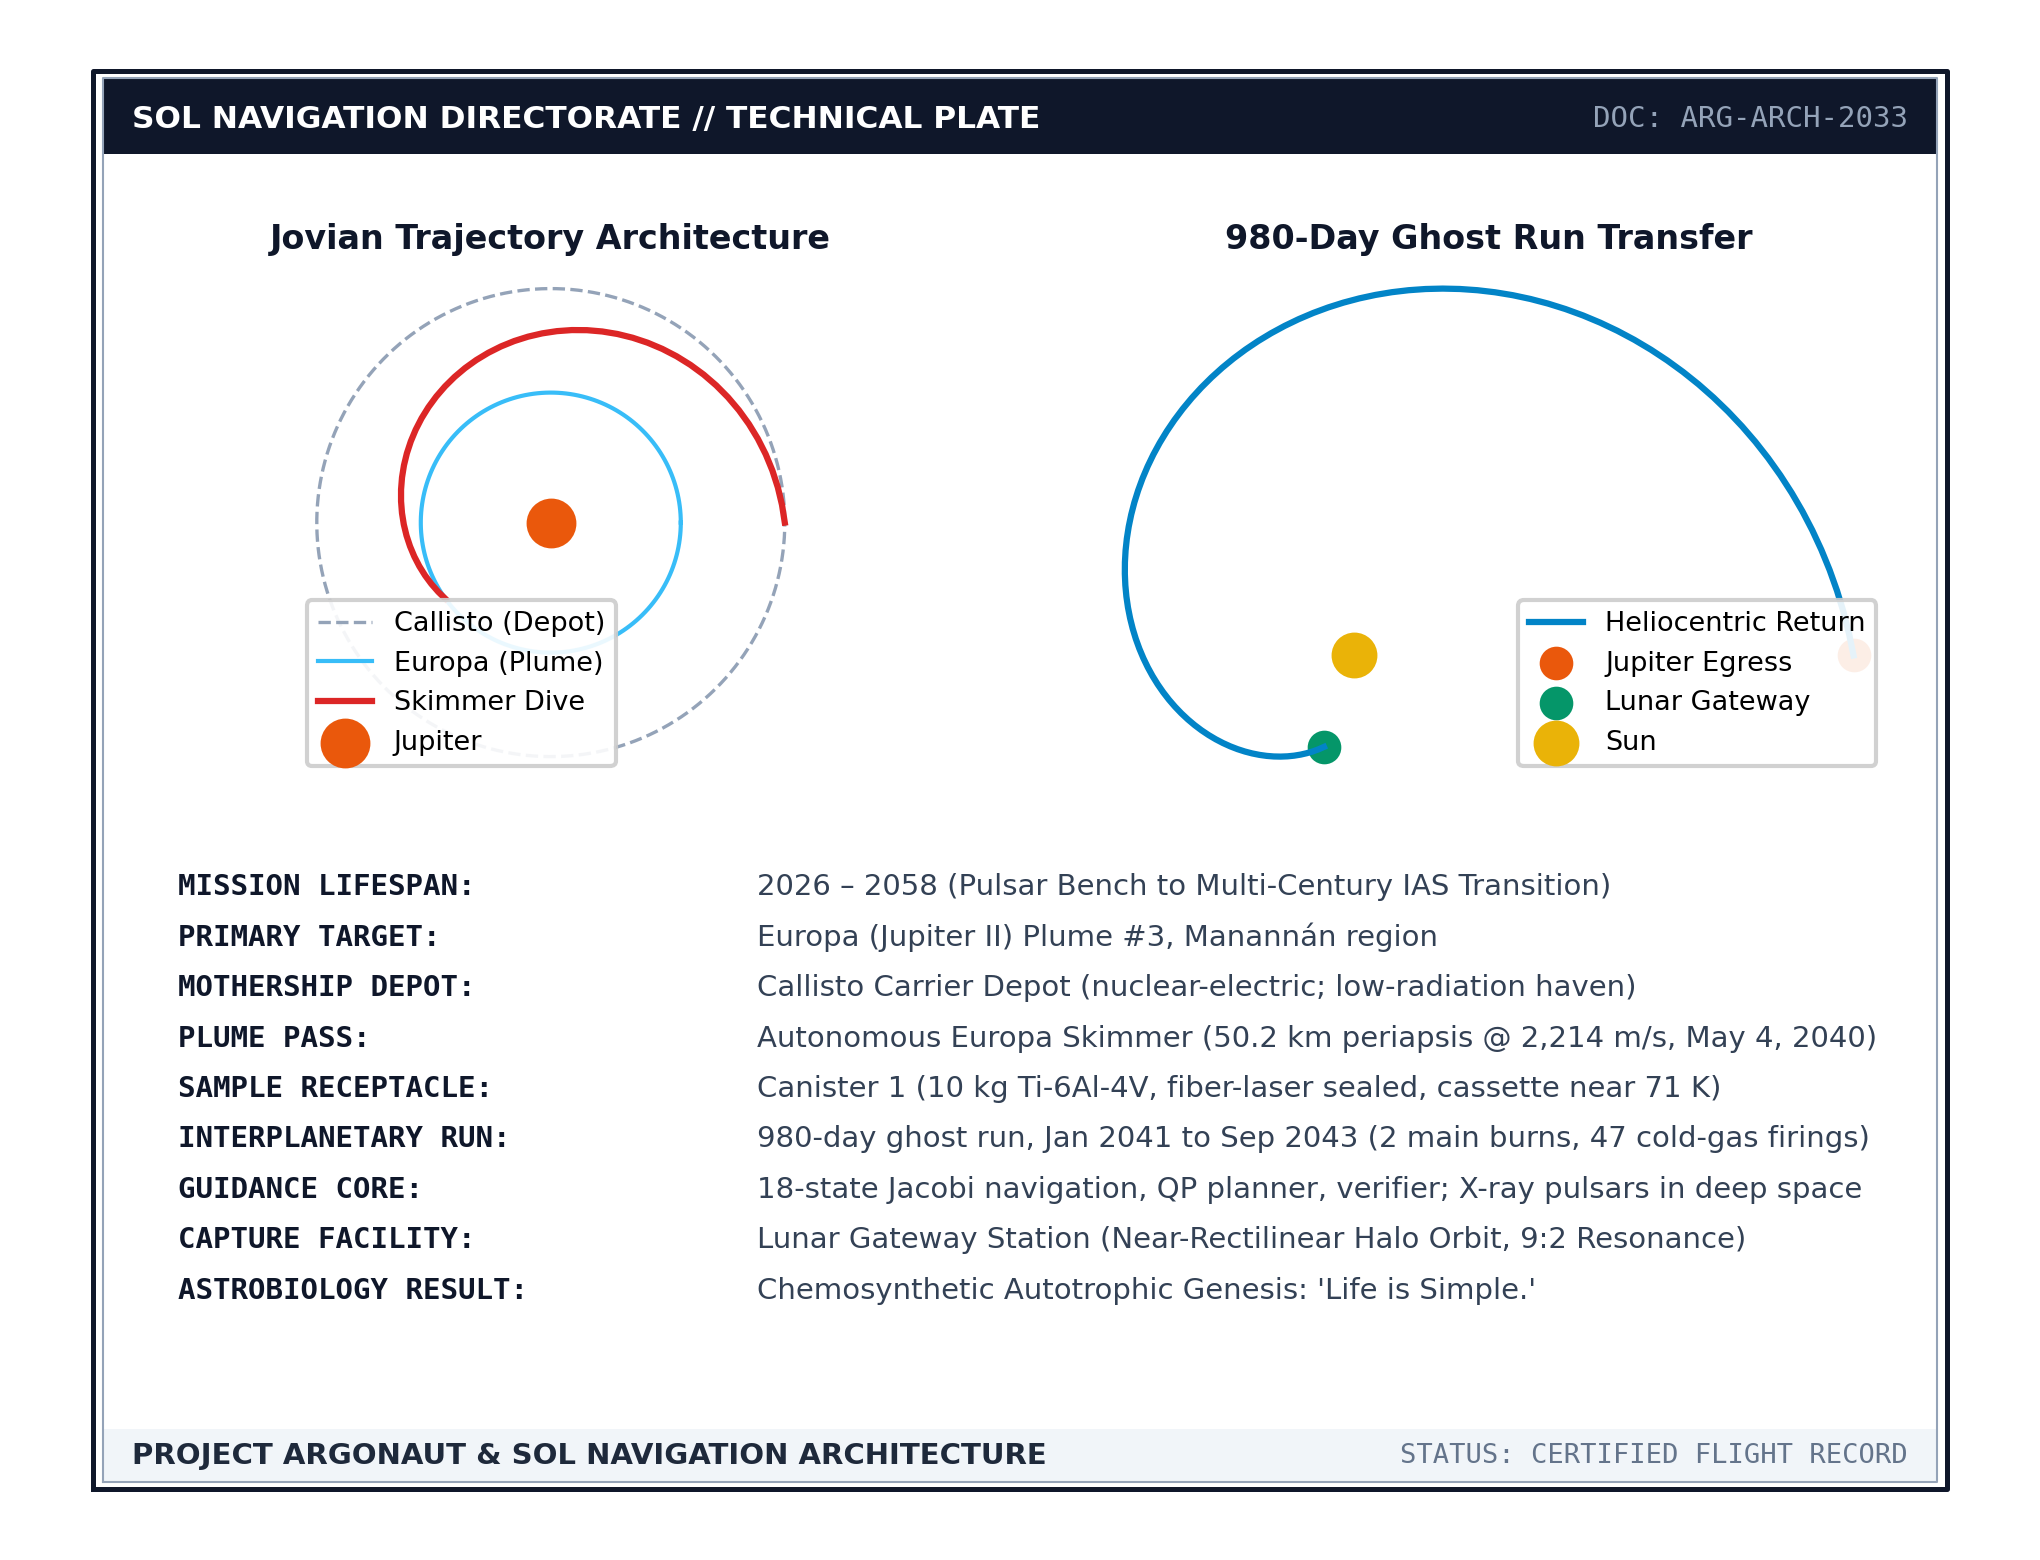 SOL NAVIGATION DIRECTORATE // TECHNICAL PLATE
DOC: ARG-ARCH-2033
Jovian Trajectory Architecture
Callisto (Depot)
Europa (Plume)
Skimmer Dive
Jupiter
980-Day Ghost Run Transfer
Heliocentric Return
Jupiter Egress
Lunar Gateway
Sun
MISSION LIFESPAN: 2026 – 2058 (Pulsar Bench to Multi-Century IAS Transition)
PRIMARY TARGET: Europa (Jupiter II) Plume #3, Manannán region
MOTHERSHIP DEPOT: Callisto Carrier Depot (nuclear-electric; low-radiation haven)
PLUME PASS: Autonomous Europa Skimmer (50.2 km periapsis @ 2,214 m/s, May 4, 2040)
SAMPLE RECEPTACLE: Canister 1 (10 kg Ti-6Al-4V, fiber-laser sealed, cassette near 71 K)
INTERPLANETARY RUN: 980-day ghost run, Jan 2041 to Sep 2043 (2 main burns, 47 cold-gas firings)
GUIDANCE CORE: 18-state Jacobi navigation, QP planner, verifier; X-ray pulsars in deep space
CAPTURE FACILITY: Lunar Gateway Station (Near-Rectilinear Halo Orbit, 9:2 Resonance)
ASTROBIOLOGY RESULT: Chemosynthetic Autotrophic Genesis: 'Life is Simple.'
PROJECT ARGONAUT & SOL NAVIGATION ARCHITECTURE
STATUS: CERTIFIED FLIGHT RECORD